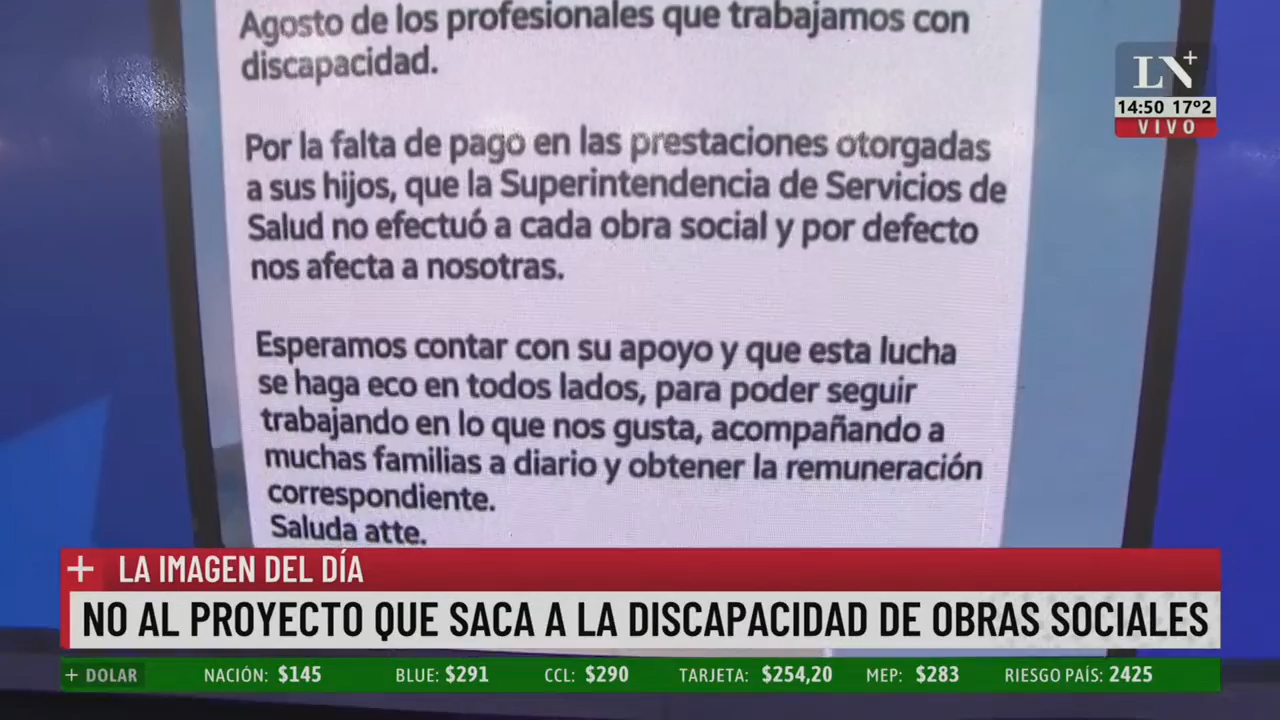 Agosto de los profesionales que trabajamos con
discapacidad.
Por la falta de pago en las prestaciones otorgadas
a sus hijos, que la Superintendencia de Servicios de
Salud no efectuó a cada obra social y por defecto
nos afecta a nosotras.
Esperamos contar con su apoyo y que esta lucha
se haga eco en todos lados, para poder seguir
trabajando en lo que nos gusta, acompañando a
muchas familias a diario y obtener la remuneración
correspondiente.
Saluda atte.
LN+
14:50 17º2
VIVO
+ LA IMAGEN DEL DÍA
NO AL PROYECTO QUE SACA A LA DISCAPACIDAD DE OBRAS SOCIALES
+ DOLAR NACIÓN: $145 BLUE: $291 CCL: $290 TARJETA: $254,20 MEP: $283 RIESGO PAÍS: 2425